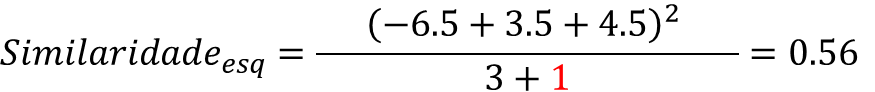 Similaridade_esq = (−6.5 + 3.5 + 4.5)² / 3 + 1 = 0.56